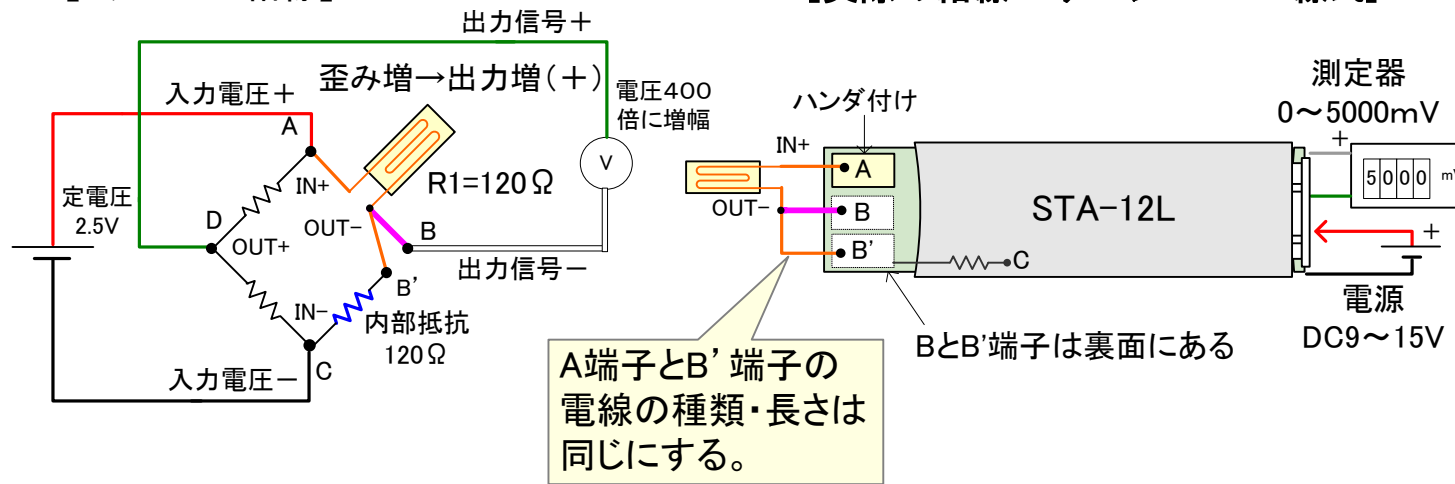 出力信号+
歪み増→出力増(+)
入力電圧+
A
電圧400
倍に増幅
V
IN+
R1=120Ω
定電圧
2.5V
D
OUT+
OUT-
B
出力信号-
B'
IN-
内部抵抗
120Ω
C
入力電圧-
測定器
0~5000mV
ハンダ付け
IN+
A
+
5000
OUT-
B
STA-12L
B'
C
+
電源
DC9~15V
BとB'端子は裏面にある
A端子とB'端子の
電線の種類・長さは
同じにする。